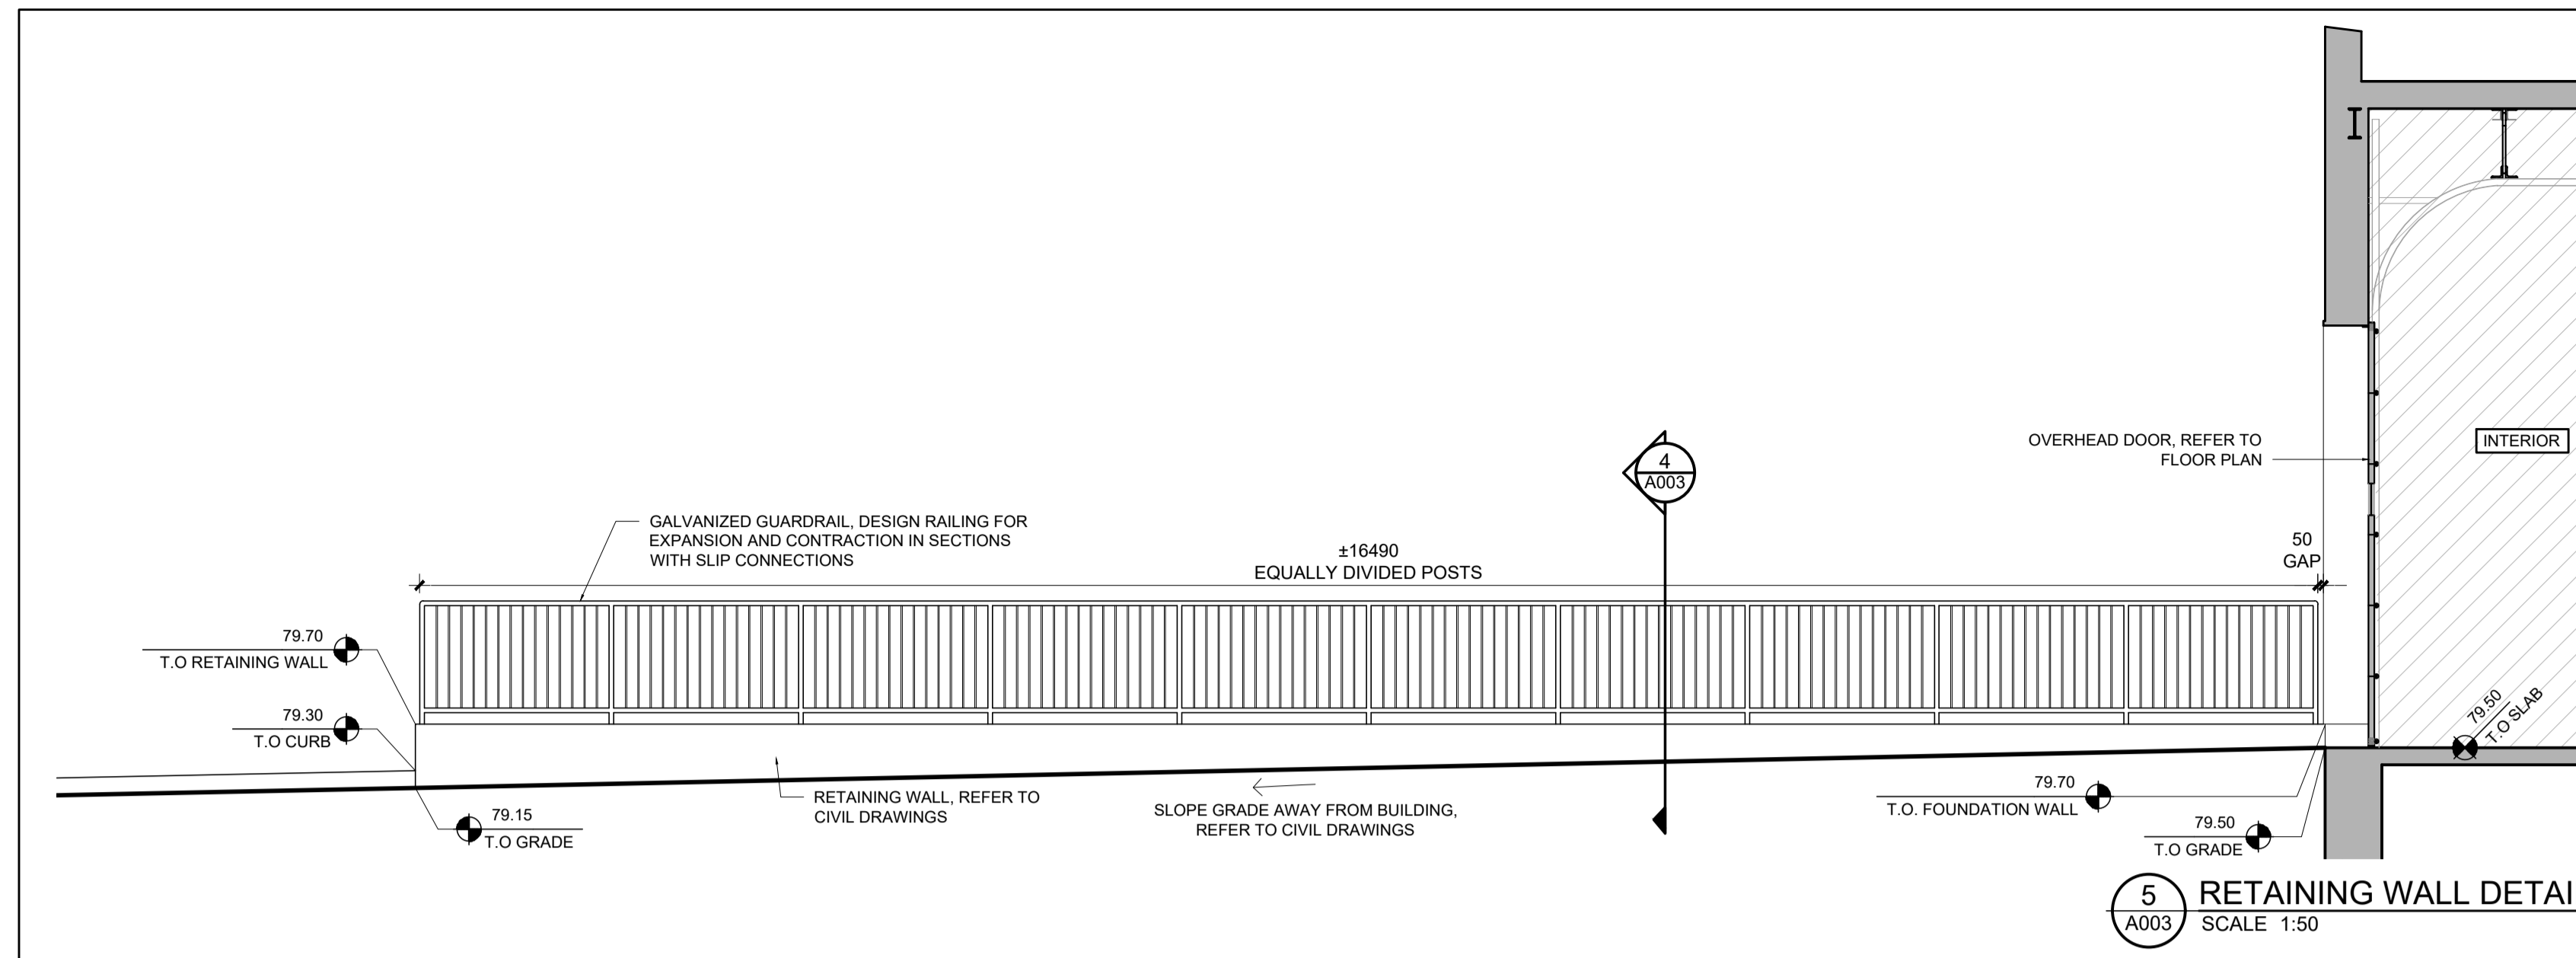 OVERHEAD DOOR, REFER TO
FLOOR PLAN
INTERIOR
4
A003
GALVANIZED GUARDRAIL, DESIGN RAILING FOR
EXPANSION AND CONTRACTION IN SECTIONS
WITH SLIP CONNECTIONS
±16490
EQUALLY DIVIDED POSTS
50
GAP
79.70
T.O RETAINING WALL
79.30
T.O CURB
79.15
T.O GRADE
RETAINING WALL, REFER TO
CIVIL DRAWINGS
SLOPE GRADE AWAY FROM BUILDING,
REFER TO CIVIL DRAWINGS
79.50
T.O SLAB
79.70
T.O. FOUNDATION WALL
79.50
T.O GRADE
5
A003
RETAINING WALL DETAI
SCALE 1:50